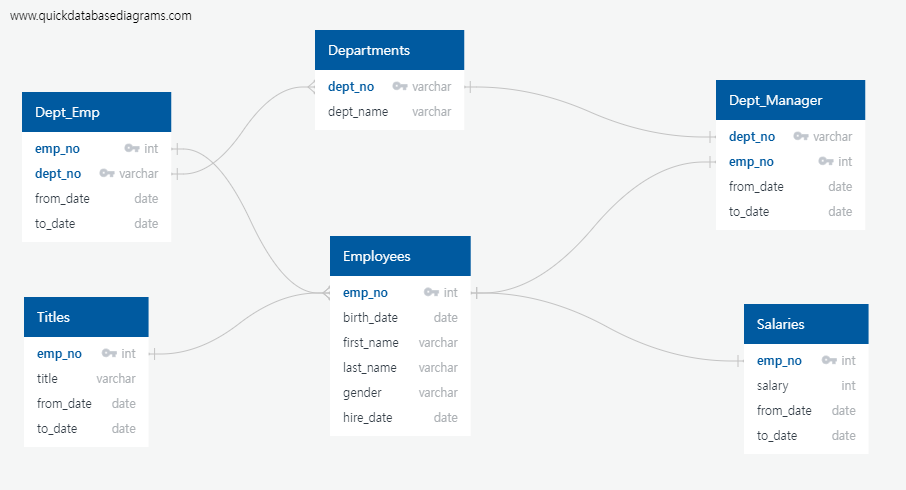 www.quickdatabasediagrams.com
Departments
dept_no varchar
dept_name varchar
Dept_Emp
emp_no int
dept_no varchar
from_date date
to_date date
Dept_Manager
dept_no varchar
emp_no int
from_date date
to_date date
Employees
emp_no int
birth_date date
first_name varchar
last_name varchar
gender varchar
hire_date date
Titles
emp_no int
title varchar
from_date date
to_date date
Salaries
emp_no int
salary int
from_date date
to_date date